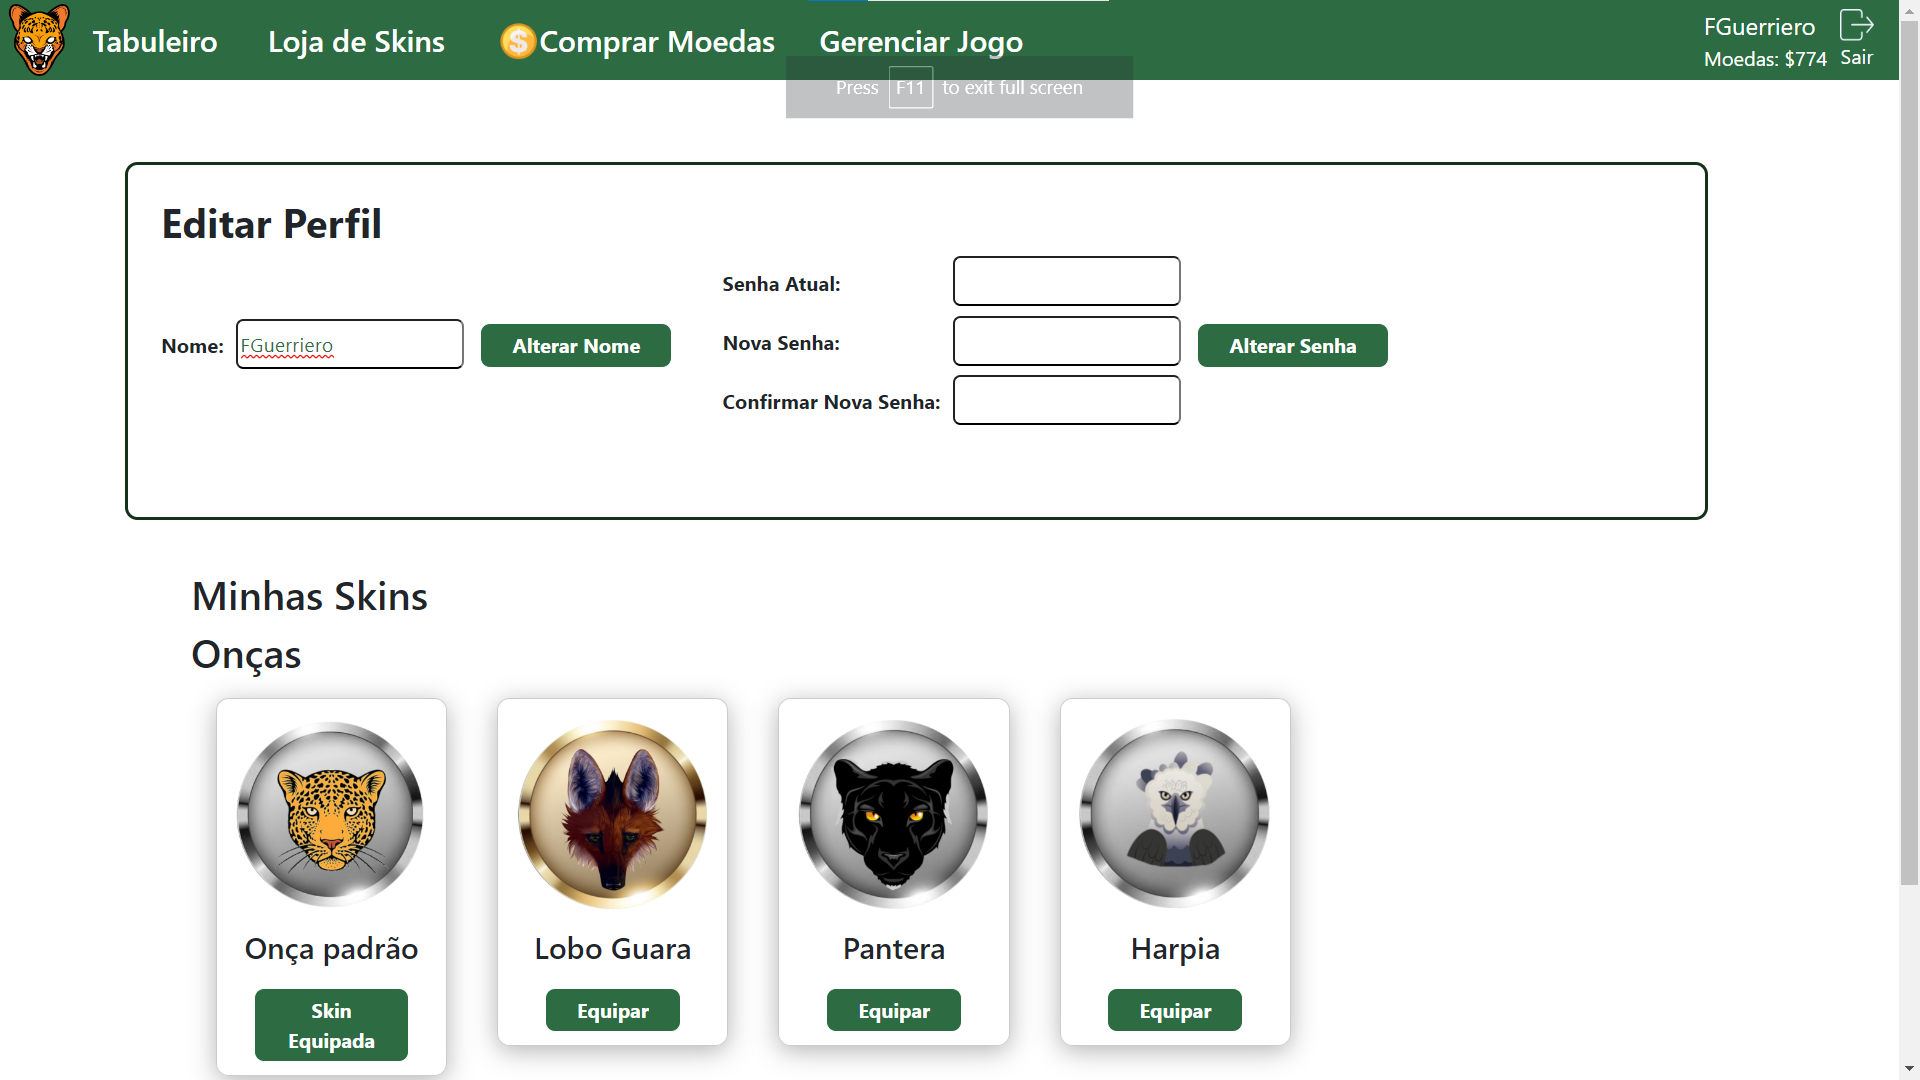 Tabuleiro
Loja de Skins
$
Comprar Moedas
Gerenciar Jogo
FGuerriero
Moedas: $774
Sair
Press F11 to exit full screen
Editar Perfil
Nome:
FGuerriero
Alterar Nome
Senha Atual:
Nova Senha:
Confirmar Nova Senha:
Alterar Senha
Minhas Skins
Onças
Onça padrão
Skin
Equipada
Lobo Guara
Equipar
Pantera
Equipar
Harpia
Equipar